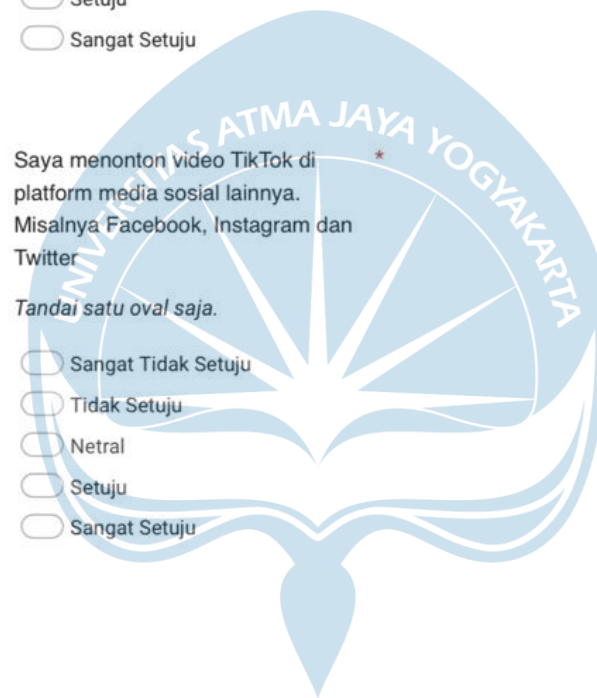 Setuju
Sangat Setuju
UNIVERSITAS ATMA JAYA YOGYAKARTA
Saya menonton video TikTok di *
platform media sosial lainnya.
Misalnya Facebook, Instagram dan
Twitter
Tandai satu oval saja.
Sangat Tidak Setuju
Tidak Setuju
Netral
Setuju
Sangat Setuju